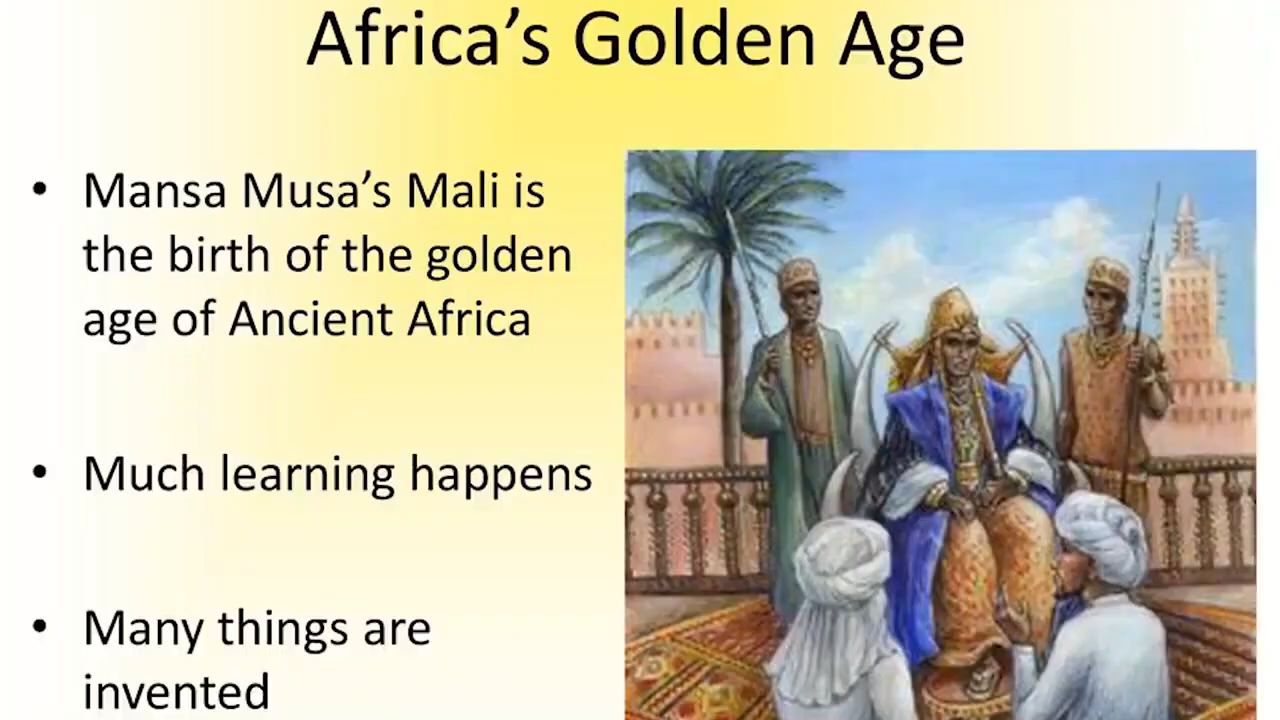 Africa’s Golden Age
• Mansa Musa’s Mali is
the birth of the golden
age of Ancient Africa
• Much learning happens
• Many things are
invented